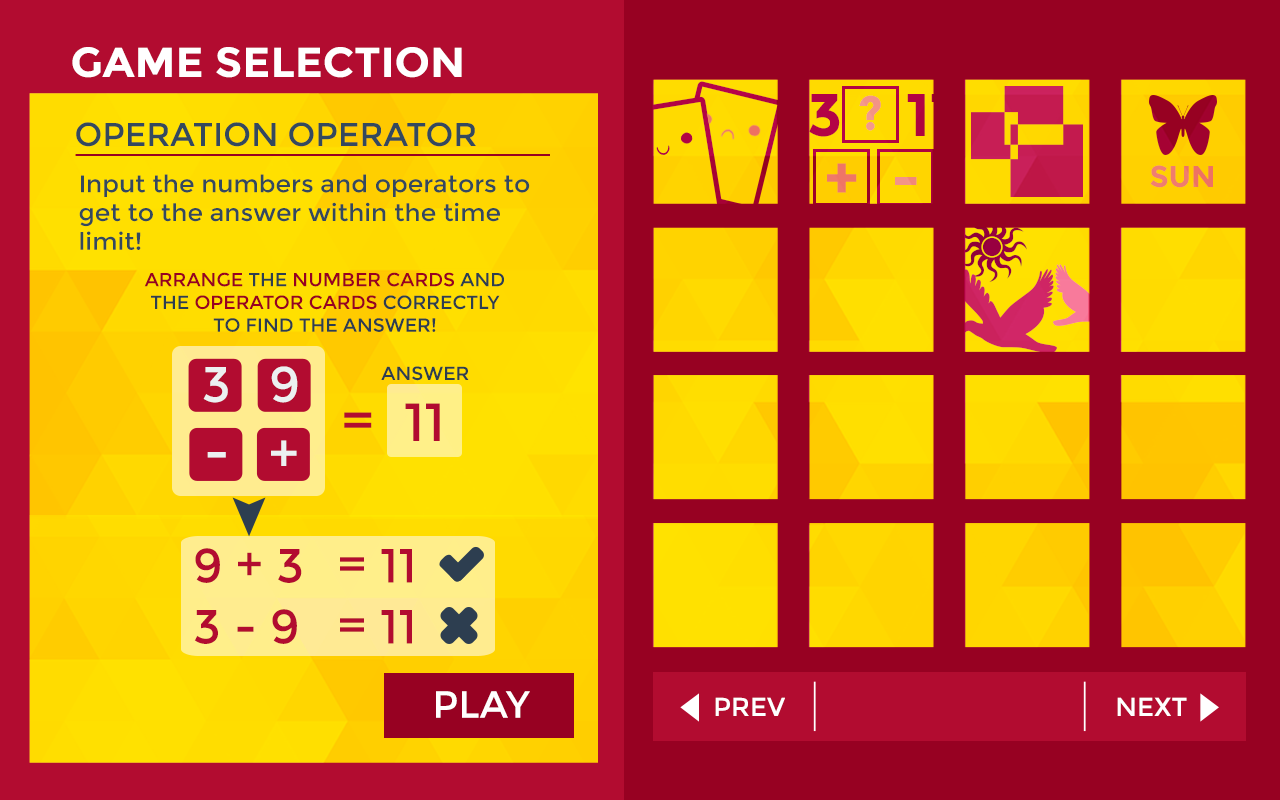 GAME SELECTION
OPERATION OPERATOR
Input the numbers and operators to
get to the answer within the time
limit!
ARRANGE THE NUMBER CARDS AND
THE OPERATOR CARDS CORRECTLY
TO FIND THE ANSWER!
3 9
- +
=
ANSWER
11
9 + 3 = 11
3 - 9 = 11
PLAY
3 ? 11
+ -
SUN
PREV
NEXT